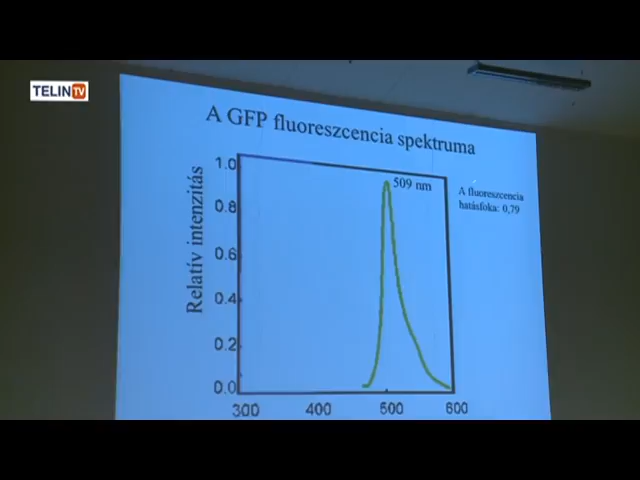 TELIN TV
A GFP fluoreszcencia spektruma
Relatív intenzitás
1.0
0.8
0.6
0.4
0.2
0.0
509 nm
A fluoreszcencia
hatásfoka: 0,79
300 400 500 600